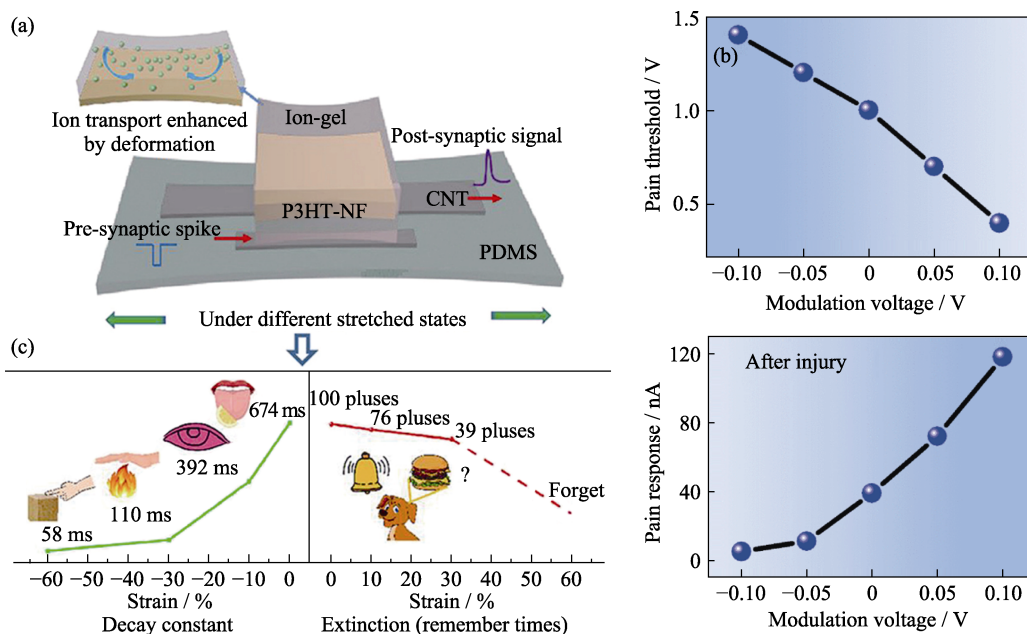 (a)
Ion transport enhanced
by deformation
Ion-gel
Post-synaptic signal
P3HT-NF
CNT
Pre-synaptic spike
PDMS
Under different stretched states
(b)
1.5
1.0
0.5
Pain threshold / V
−0.10 −0.05 0 0.05 0.10
Modulation voltage / V
(c)
674 ms
392 ms
110 ms
58 ms
−60 −50 −40 −30 −20 −10 0
Strain / %
Decay constant
100 pluses
76 pluses
39 pluses
?
Forget
0 10 20 30 40 50 60
Strain / %
Extinction (remember times)
After injury
120
80
40
0
Pain response / nA
−0.10 −0.05 0 0.05 0.10
Modulation voltage / V